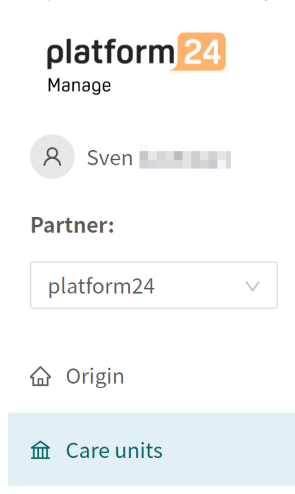 platform24
Manage
Sven
Partner:
platform24
Origin
Care units